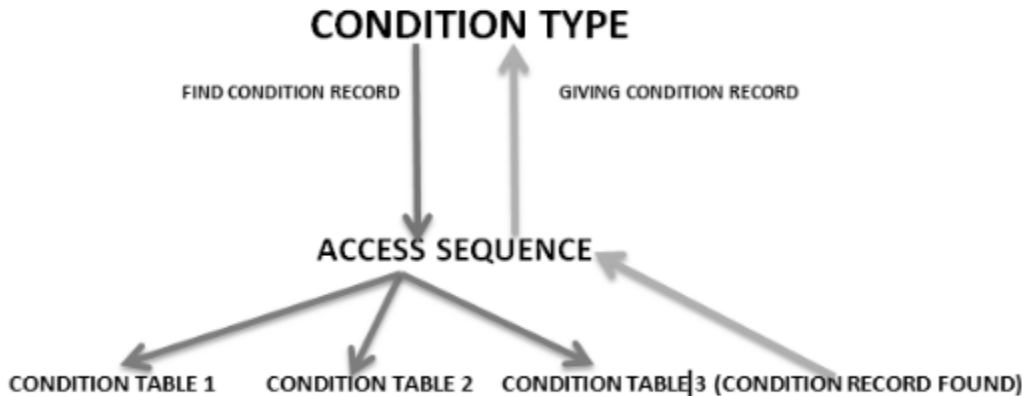 CONDITION TYPE
FIND CONDITION RECORD
GIVING CONDITION RECORD
ACCESS SEQUENCE
CONDITION TABLE 1
CONDITION TABLE 2
CONDITION TABLE 3 (CONDITION RECORD FOUND)